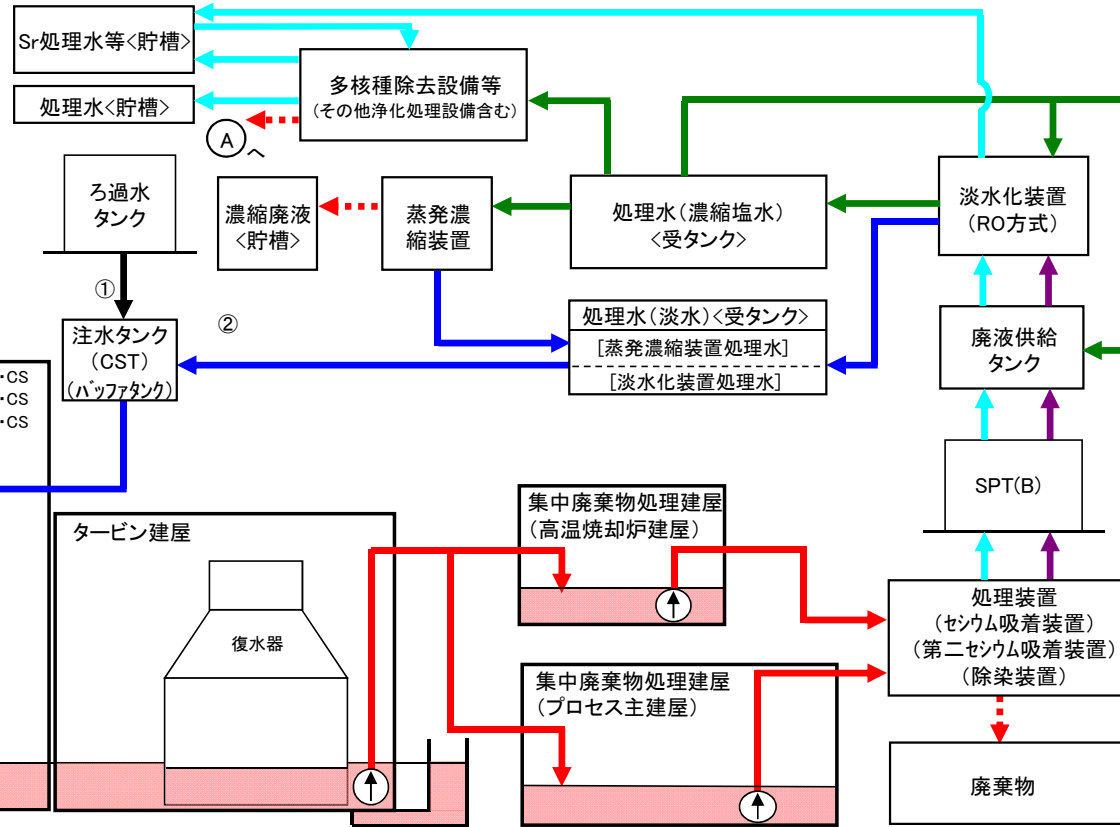 Sr処理水等<貯槽>
処理水<貯槽>
多核種除去設備等
(その他浄化処理設備含む)
A
へ
ろ過水
タンク
濃縮廃液
<貯槽>
蒸発濃
縮装置
処理水(濃縮塩水)
<受タンク>
淡水化装置
(RO方式)
①
②
注水タンク
(CST)
(バッファタンク)
処理水(淡水)<受タンク>
[蒸発濃縮装置処理水]
[淡水化装置処理水]
廃液供給
タンク
・CS
・CS
・CS
SPT(B)
タービン建屋
復水器
集中廃棄物処理建屋
(高温焼却炉建屋)
集中廃棄物処理建屋
(プロセス主建屋)
処理装置
(セシウム吸着装置)
(第二セシウム吸着装置)
(除染装置)
廃棄物